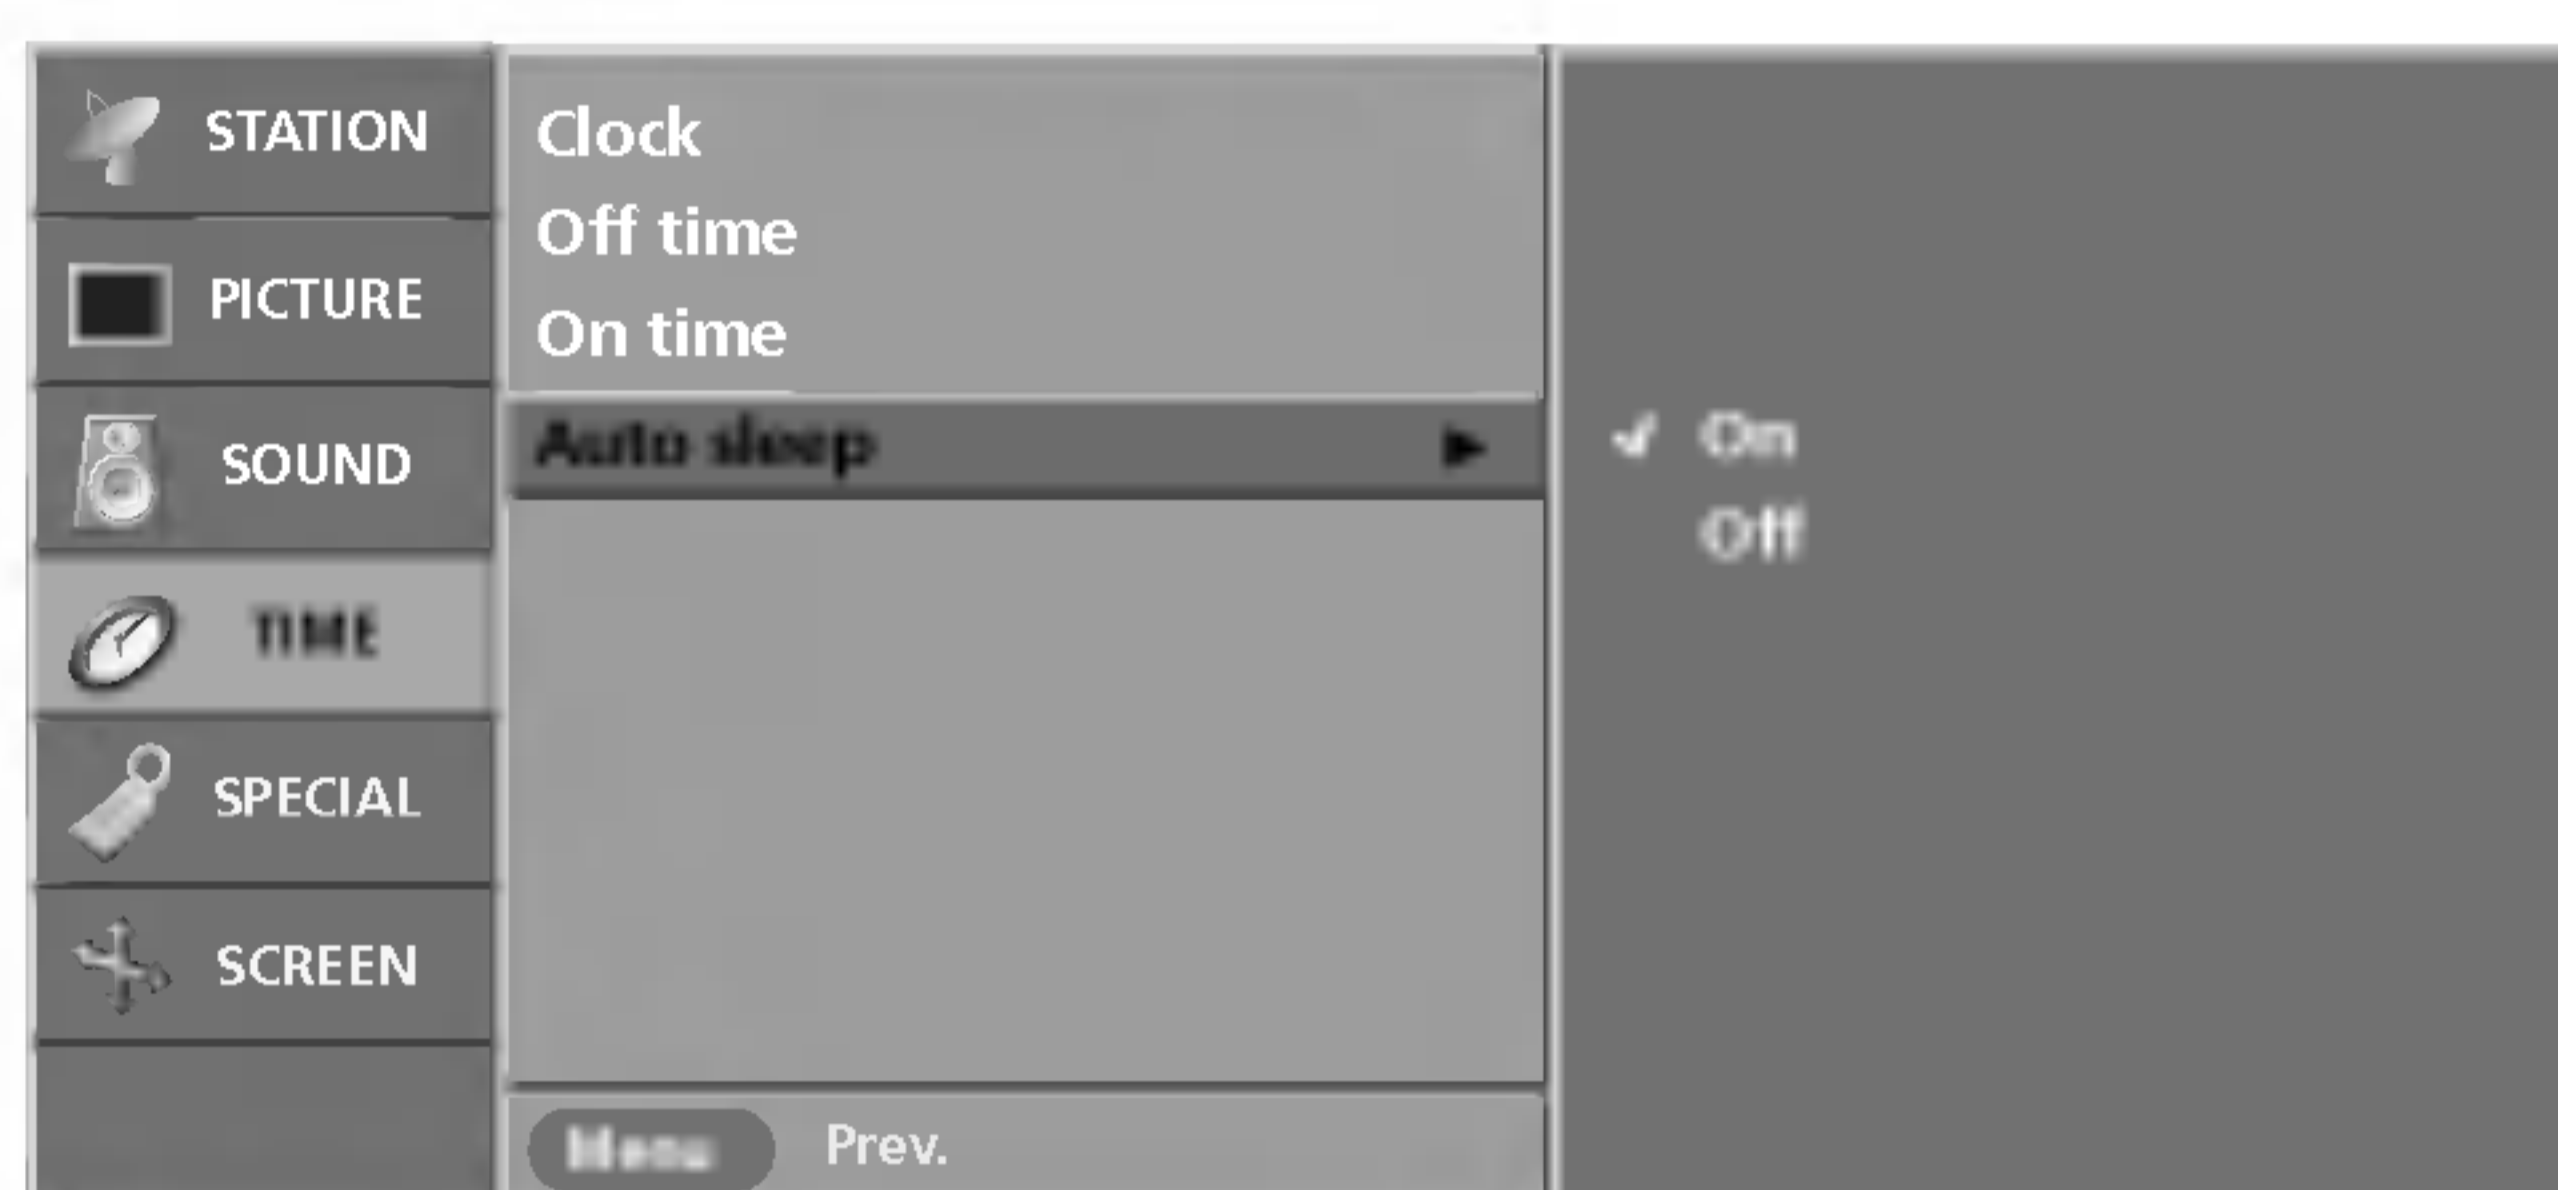 STATION
PICTURE
SOUND
TIME
SPECIAL
SCREEN
Clock
Off time
On time
Auto sleep
✔ On
Off
Menu Prev.